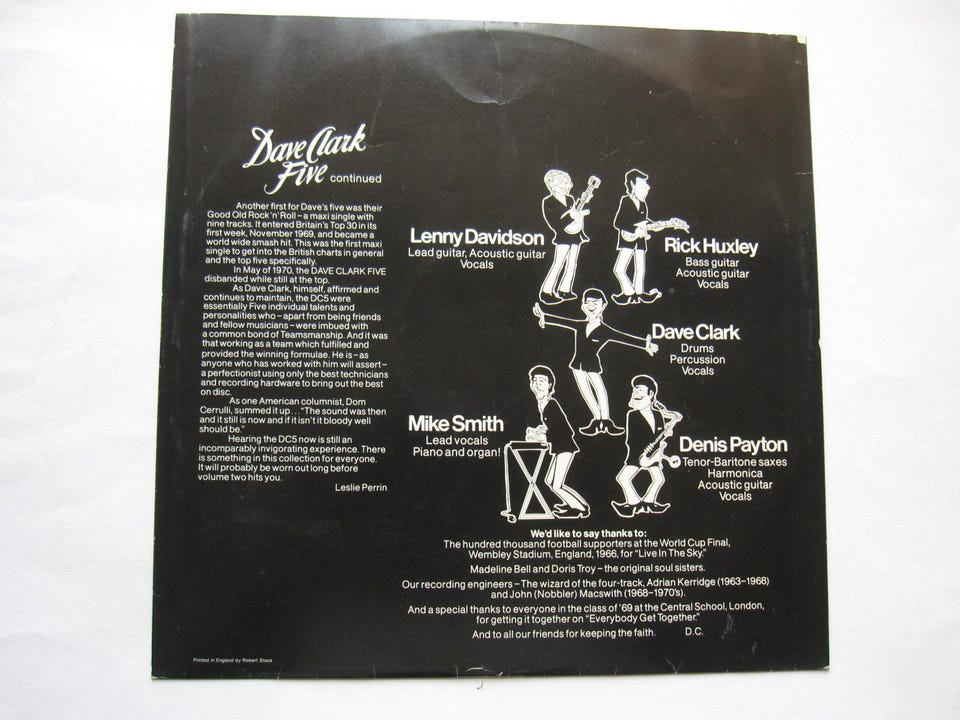 Dave Clark
Five continued
Another first for Dave's five was their
Good Old Rock 'n' Roll – a maxi single with
nine tracks. It entered Britain's Top 30 in its
first week, November 1969, and became a
world wide smash hit. This was the first maxi
single to get into the British charts in general
and the top five specifically.
In May of 1970, the DAVE CLARK FIVE
disbanded while still at the top.
As Dave Clark, himself, affirmed and
continues to maintain, the DC5 were
essentially Five individual talents and
personalities who – apart from being friends
and fellow musicians – were imbued with
a common bond of Teamsmanship. And it was
that working as a team which fulfilled and
provided the winning formulae. He is – as
anyone who has worked with him will assert –
a perfectionist using only the best technicians
and recording hardware to bring out the best
on disc.
As one American columnist, Dom
Cerrulli, summed it up... "The sound was then
and it still is now and if it isn't it bloody well
should be."
Hearing the DC5 now is still an
incomparably invigorating experience. There
is something in this collection for everyone.
It will probably be worn out long before
volume two hits you.
Leslie Perrin
Lenny Davidson
Lead guitar, Acoustic guitar
Vocals
Rick Huxley
Bass guitar
Acoustic guitar
Vocals
Dave Clark
Drums
Percussion
Vocals
Mike Smith
Lead vocals
Piano and organ!
Denis Payton
Tenor-Baritone saxes
Harmonica
Acoustic guitar
Vocals
We'd like to say thanks to:
The hundred thousand football supporters at the World Cup Final,
Wembley Stadium, England, 1966, for "Live In The Sky."
Madeline Bell and Doris Troy – the original soul sisters.
Our recording engineers – The wizard of the four-track, Adrian Kerridge (1963–1968)
and John (Nobbler) Macswith (1968–1970's).
And a special thanks to everyone in the class of '69 at the Central School, London,
for getting it together on "Everybody Get Together."
And to all our friends for keeping the faith. D.C.
Printed in England by Robert Stace